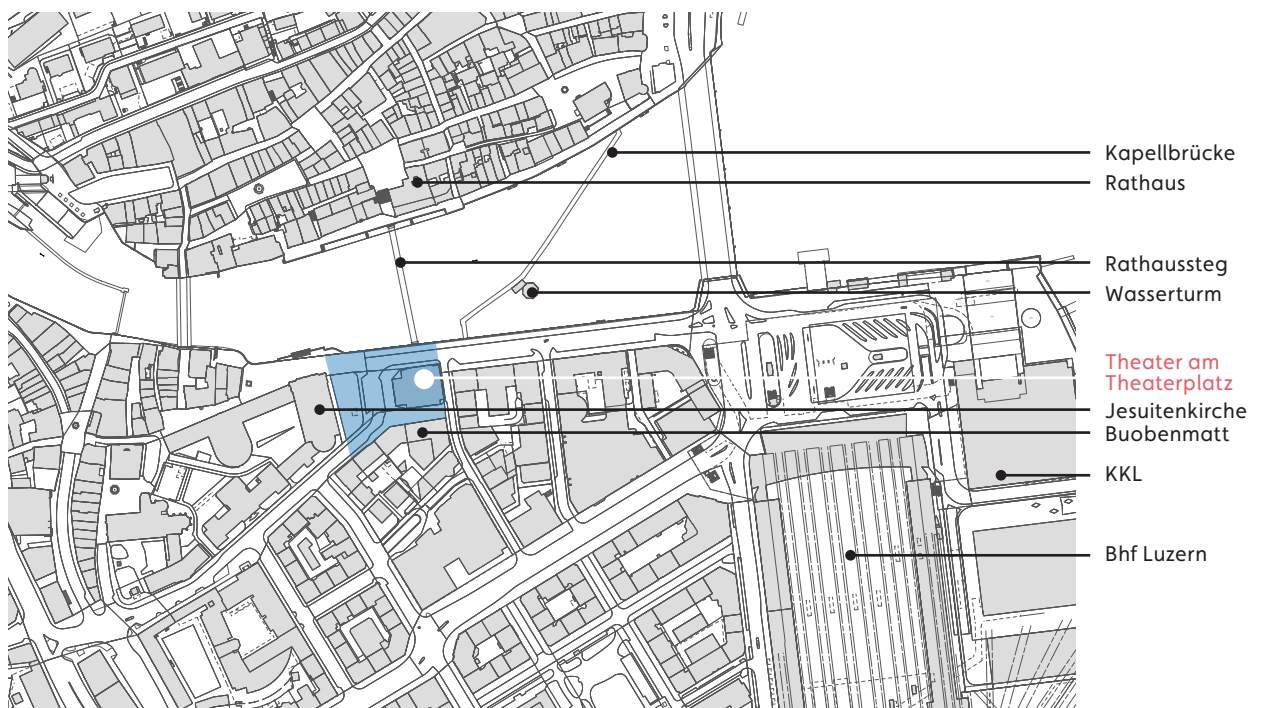 Kapellbrücke
Rathaus
Rathaussteg
Wasserturm
Theater am
Theaterplatz
Jesuitenkirche
Buobenmatt
KKL
Bhf Luzern